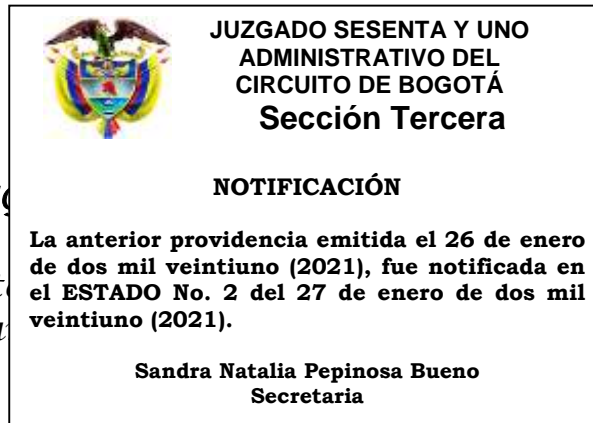 JUZGADO SESENTA Y UNO
ADMINISTRATIVO DEL
CIRCUITO DE BOGOTÁ
Sección Tercera
NOTIFICACIÓN
La anterior providencia emitida el 26 de enero
de dos mil veintiuno (2021), fue notificada en
el ESTADO No. 2 del 27 de enero de dos mil
veintiuno (2021).
Sandra Natalia Pepinosa Bueno
Secretaria